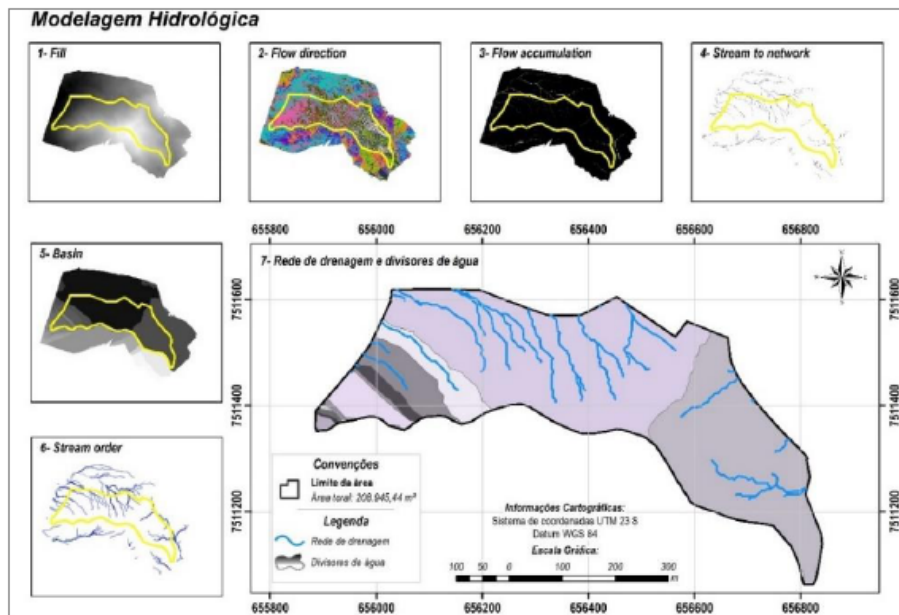 Modelagem Hidrológica
1- Fill
2- Flow direction
3- Flow accumulation
4- Stream to network
5- Basin
6- Stream order
655800 656000 656200 656400 656600 656800
7- Rede de drenagem e divisores de água
7511600 7511600
7511400 7511400
7511200 7511200
Convenções
Limite da área
Área total: 208.945,44 m²
Legenda
Rede de drenagem
Divisores de água
Informações Cartográficas:
Sistema de coordenadas UTM 23 S
Datum WGS 84
Escala Gráfica:
100 50 0 100 200 300
m
655800 656000 656200 656400 656600 656800